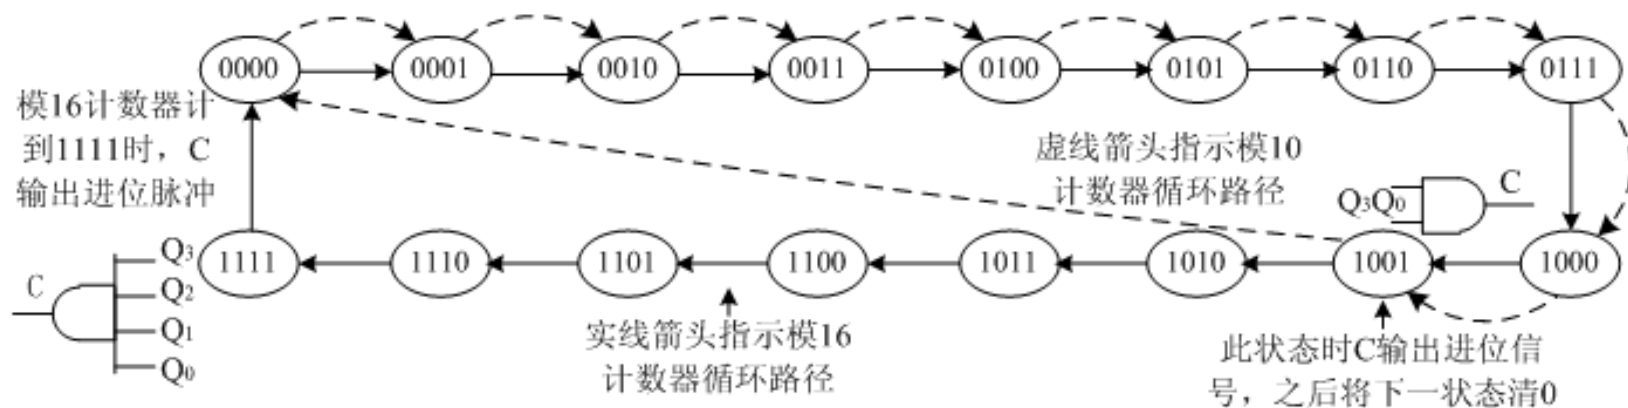 0000 0001 0010 0011 0100 0101 0110 0111
模16计数器计
到1111时，C
输出进位脉冲
虚线箭头指示模10
计数器循环路径
Q₃Q₀ C
1111 1110 1101 1100 1011 1010 1001 1000
C
Q₃
Q₂
Q₁
Q₀
实线箭头指示模16
计数器循环路径
此状态时C输出进位信
号，之后将下一状态清0